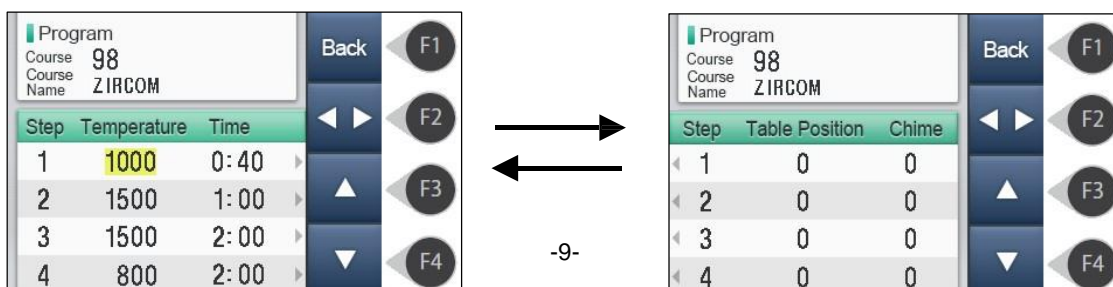 Program
Course 98
Course Name ZIRCOM
Back
F1
F2
Step Temperature Time
1 1000 0:40
2 1500 1:00
3 1500 2:00
4 800 2:00
F3
F4
-9-
Program
Course 98
Course Name ZIRCOM
Back
F1
F2
Step Table Position Chime
1 0 0
2 0 0
3 0 0
4 0 0
F3
F4